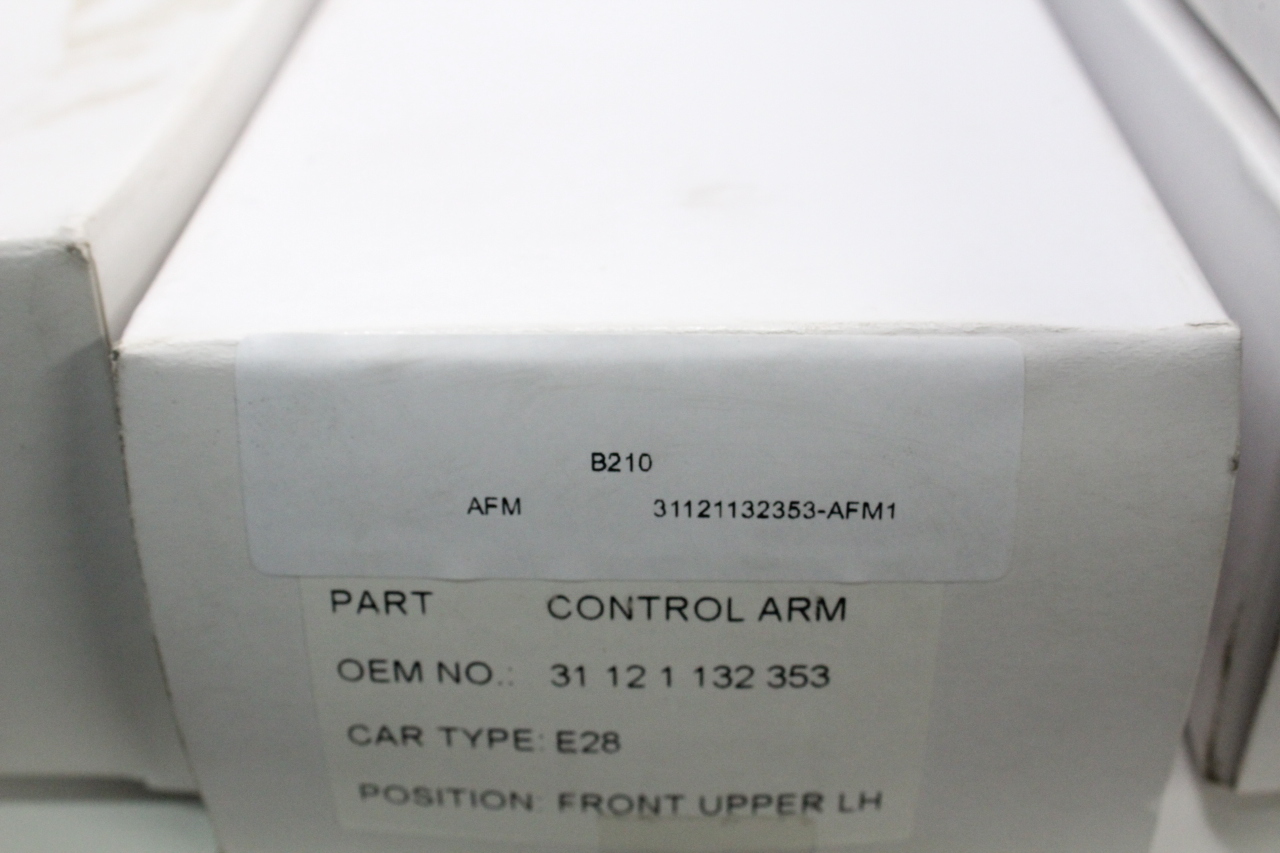 B210
AFM 31121132353-AFM1
PART CONTROL ARM
OEM NO.: 31 12 1 132 353
CAR TYPE: E28
POSITION: FRONT UPPER LH